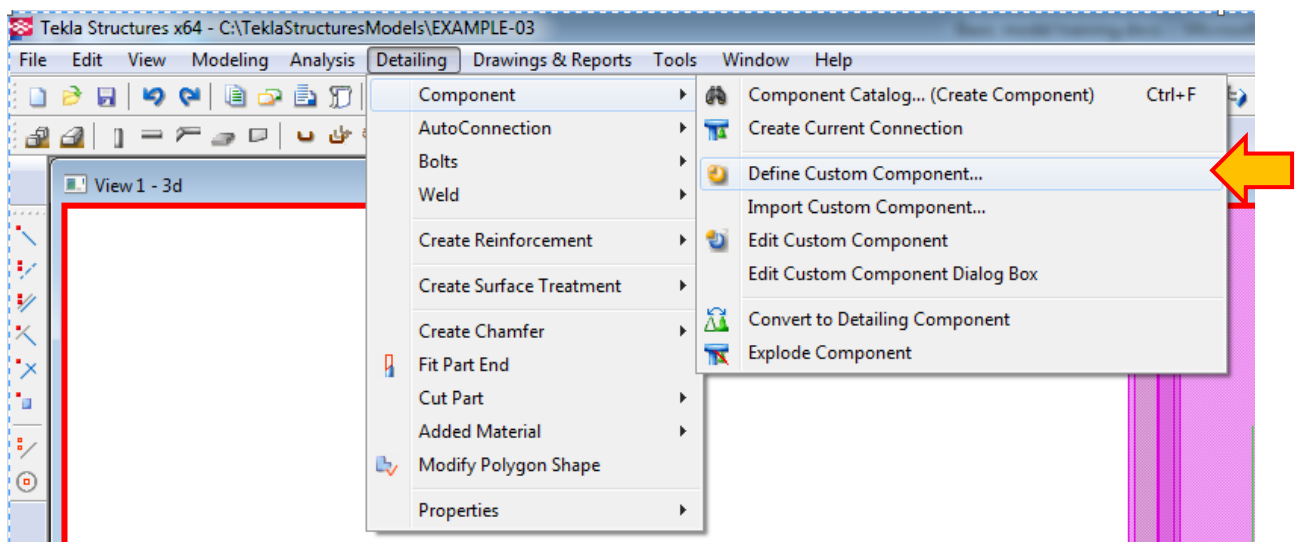 Tekla Structures x64 - C:\TeklaStructuresModels\EXAMPLE-03
File Edit View Modeling Analysis Detailing Drawings & Reports Tools Window Help
View 1 - 3d
Component
AutoConnection
Bolts
Weld
Create Reinforcement
Create Surface Treatment
Create Chamfer
Fit Part End
Cut Part
Added Material
Modify Polygon Shape
Properties
Component Catalog... (Create Component) Ctrl+F
Create Current Connection
Define Custom Component...
Import Custom Component...
Edit Custom Component
Edit Custom Component Dialog Box
Convert to Detailing Component
Explode Component